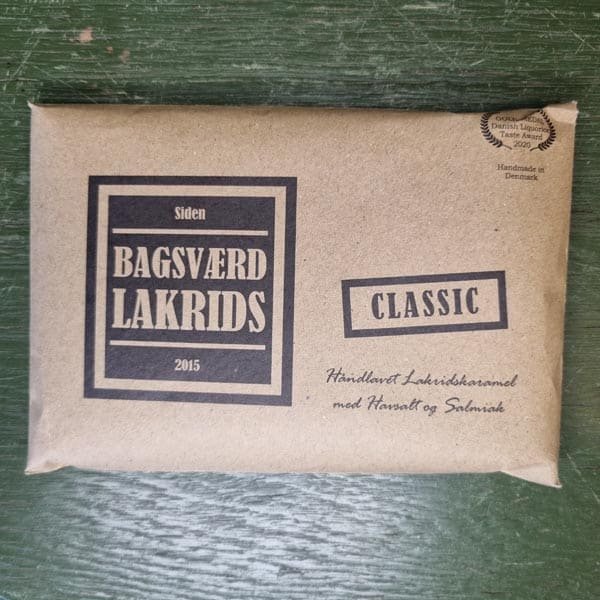 Siden
BAGSVÆRD
LAKRIDS
2015
Danish Liquorice
Taste Award
2020
Handmade in
Denmark
CLASSIC
Håndlavet Lakridskaramel
med Havsalt og Salmiak